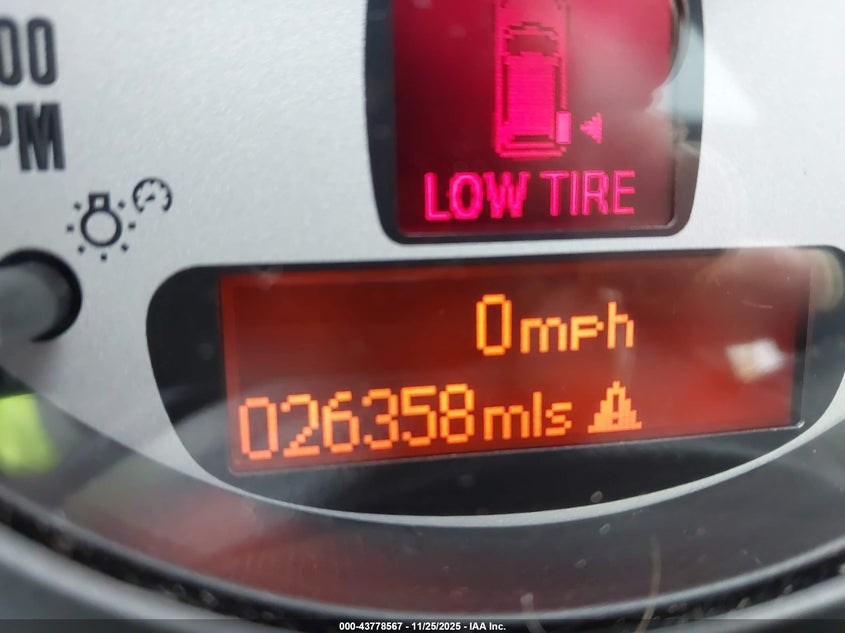 00
PM
LOW TIRE
0mph
026358mls
000-43778567 - 11/25/2025 - IAA Inc.